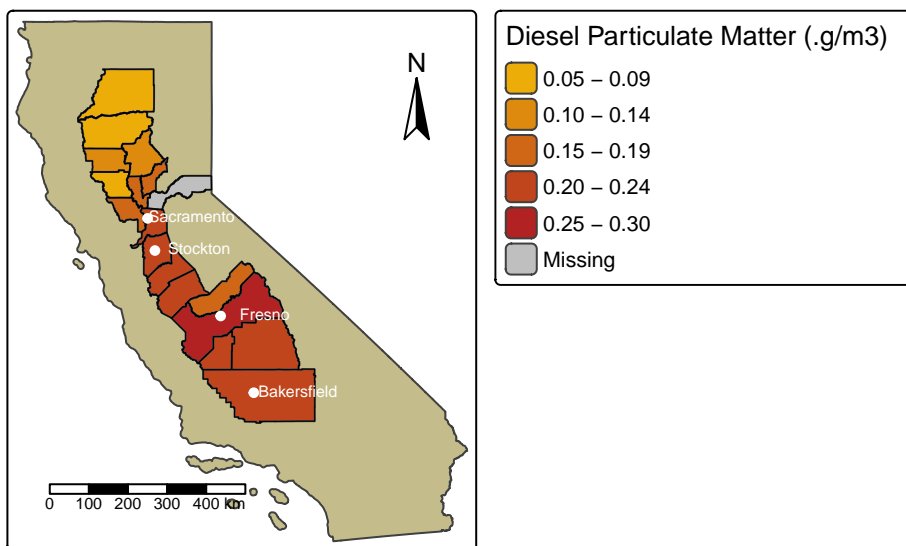 N
Sacramento
Stockton
Fresno
Bakersfield
0 100 200 300 400 km
Diesel Particulate Matter (.g/m3)
0.05 − 0.09
0.10 − 0.14
0.15 − 0.19
0.20 − 0.24
0.25 − 0.30
Missing